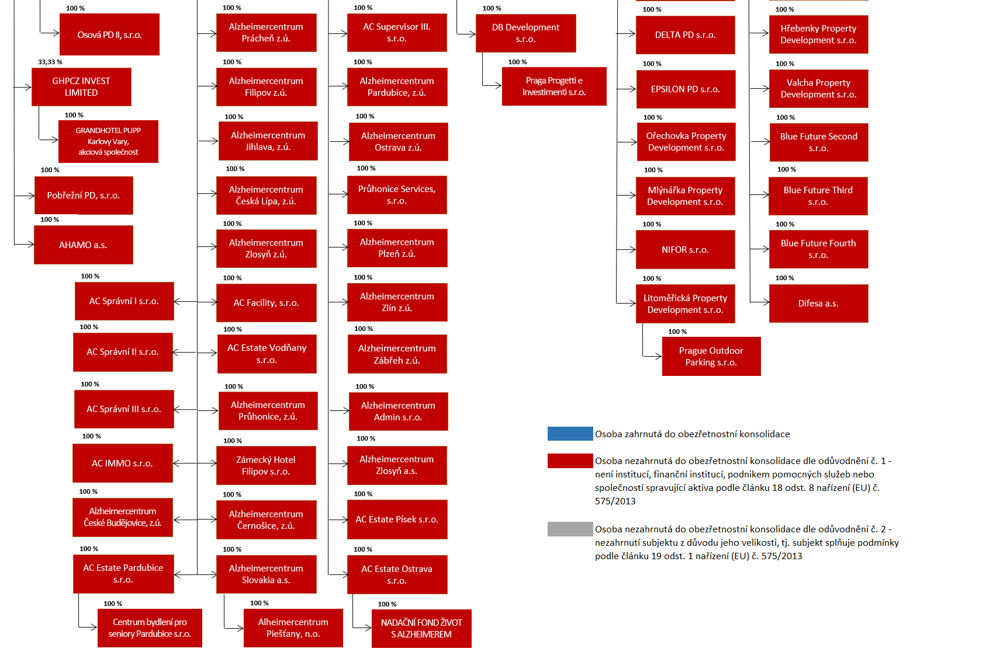 100 %
Osová PD II, s.r.o.
33,33 %
GHPCZ INVEST
LIMITED
100 %
GRANDHOTEL PUPP
Karlovy Vary,
akciová společnost
100 %
Pobřežní PD, s.r.o.
100 %
AHAMO a.s.
100 %
AC Správní I s.r.o.
100 %
AC Správní II s.r.o.
100 %
AC Správní III s.r.o.
100 %
AC IMMO s.r.o.
100 %
Alzheimercentrum
České Budějovice, z.ú.
100 %
AC Estate Pardubice
s.r.o.
100 %
Centrum bydlení pro
seniory Pardubice s.r.o.
100 %
Alzheimercentrum
Prácheň z.ú.
100 %
Alzheimercentrum
Filipov z.ú.
100 %
Alzheimercentrum
Jihlava, z.ú.
100 %
Alzheimercentrum
Česká Lípa, z.ú.
100 %
Alzheimercentrum
Zlosyň z.ú.
100 %
AC Facility, s.r.o.
100 %
AC Estate Vodňany
s.r.o.
100 %
Alzheimercentrum
Průhonice, z.ú.
100 %
Zámecký Hotel
Filipov s.r.o.
100 %
Alzheimercentrum
Černošice, z.ú.
100 %
Alzheimercentrum
Slovakia a.s.
100 %
Alheimercentrum
Piešťany, n.o.
100 %
AC Supervisor III.
s.r.o.
100 %
Alzheimercentrum
Pardubice, z.ú.
100 %
Alzheimercentrum
Ostrava z.ú.
100 %
Průhonice Services,
s.r.o.
100 %
Alzheimercentrum
Plzeň z.ú.
100 %
Alzheimercentrum
Zlín z.ú.
100 %
Alzheimercentrum
Zábřeh z.ú.
100 %
Alzheimercentrum
Admin s.r.o.
100 %
Alzheimercentrum
Zlosyň a.s.
100 %
AC Estate Písek s.r.o.
100 %
AC Estate Ostrava
s.r.o.
100 %
NADAČNÍ FOND ŽIVOT
S ALZHEIMEREM
100 %
DB Development
s.r.o.
100 %
Praga Progetti e
Investimenti s.r.o.
100 %
DELTA PD s.r.o.
100 %
EPSILON PD s.r.o.
100 %
Ořechovka Property
Development s.r.o.
100 %
Mlýnářka Property
Development s.r.o.
100 %
NIFOR s.r.o.
100 %
Litoměřická Property
Development s.r.o.
100 %
Prague Outdoor
Parking s.r.o.
100 %
Hřebenky Property
Development s.r.o.
100 %
Valcha Property
Development s.r.o.
100 %
Blue Future Second
s.r.o.
100 %
Blue Future Third
s.r.o.
100 %
Blue Future Fourth
s.r.o.
100 %
Difesa a.s.
Osoba zahrnutá do obezřetnostní konsolidace
Osoba nezahrnutá do obezřetnostní konsolidace dle odůvodnění č. 1 -
není institucí, finanční institucí, podnikem pomocných služeb nebo
společností spravující aktiva podle článku 18 odst. 8 nařízení (EU) č.
575/2013
Osoba nezahrnutá do obezřetnostní konsolidace dle odůvodnění č. 2 -
nezahrnutí subjektu z důvodu jeho velikosti, tj. subjekt splňuje podmínky
podle článku 19 odst. 1 nařízení (EU) č. 575/2013